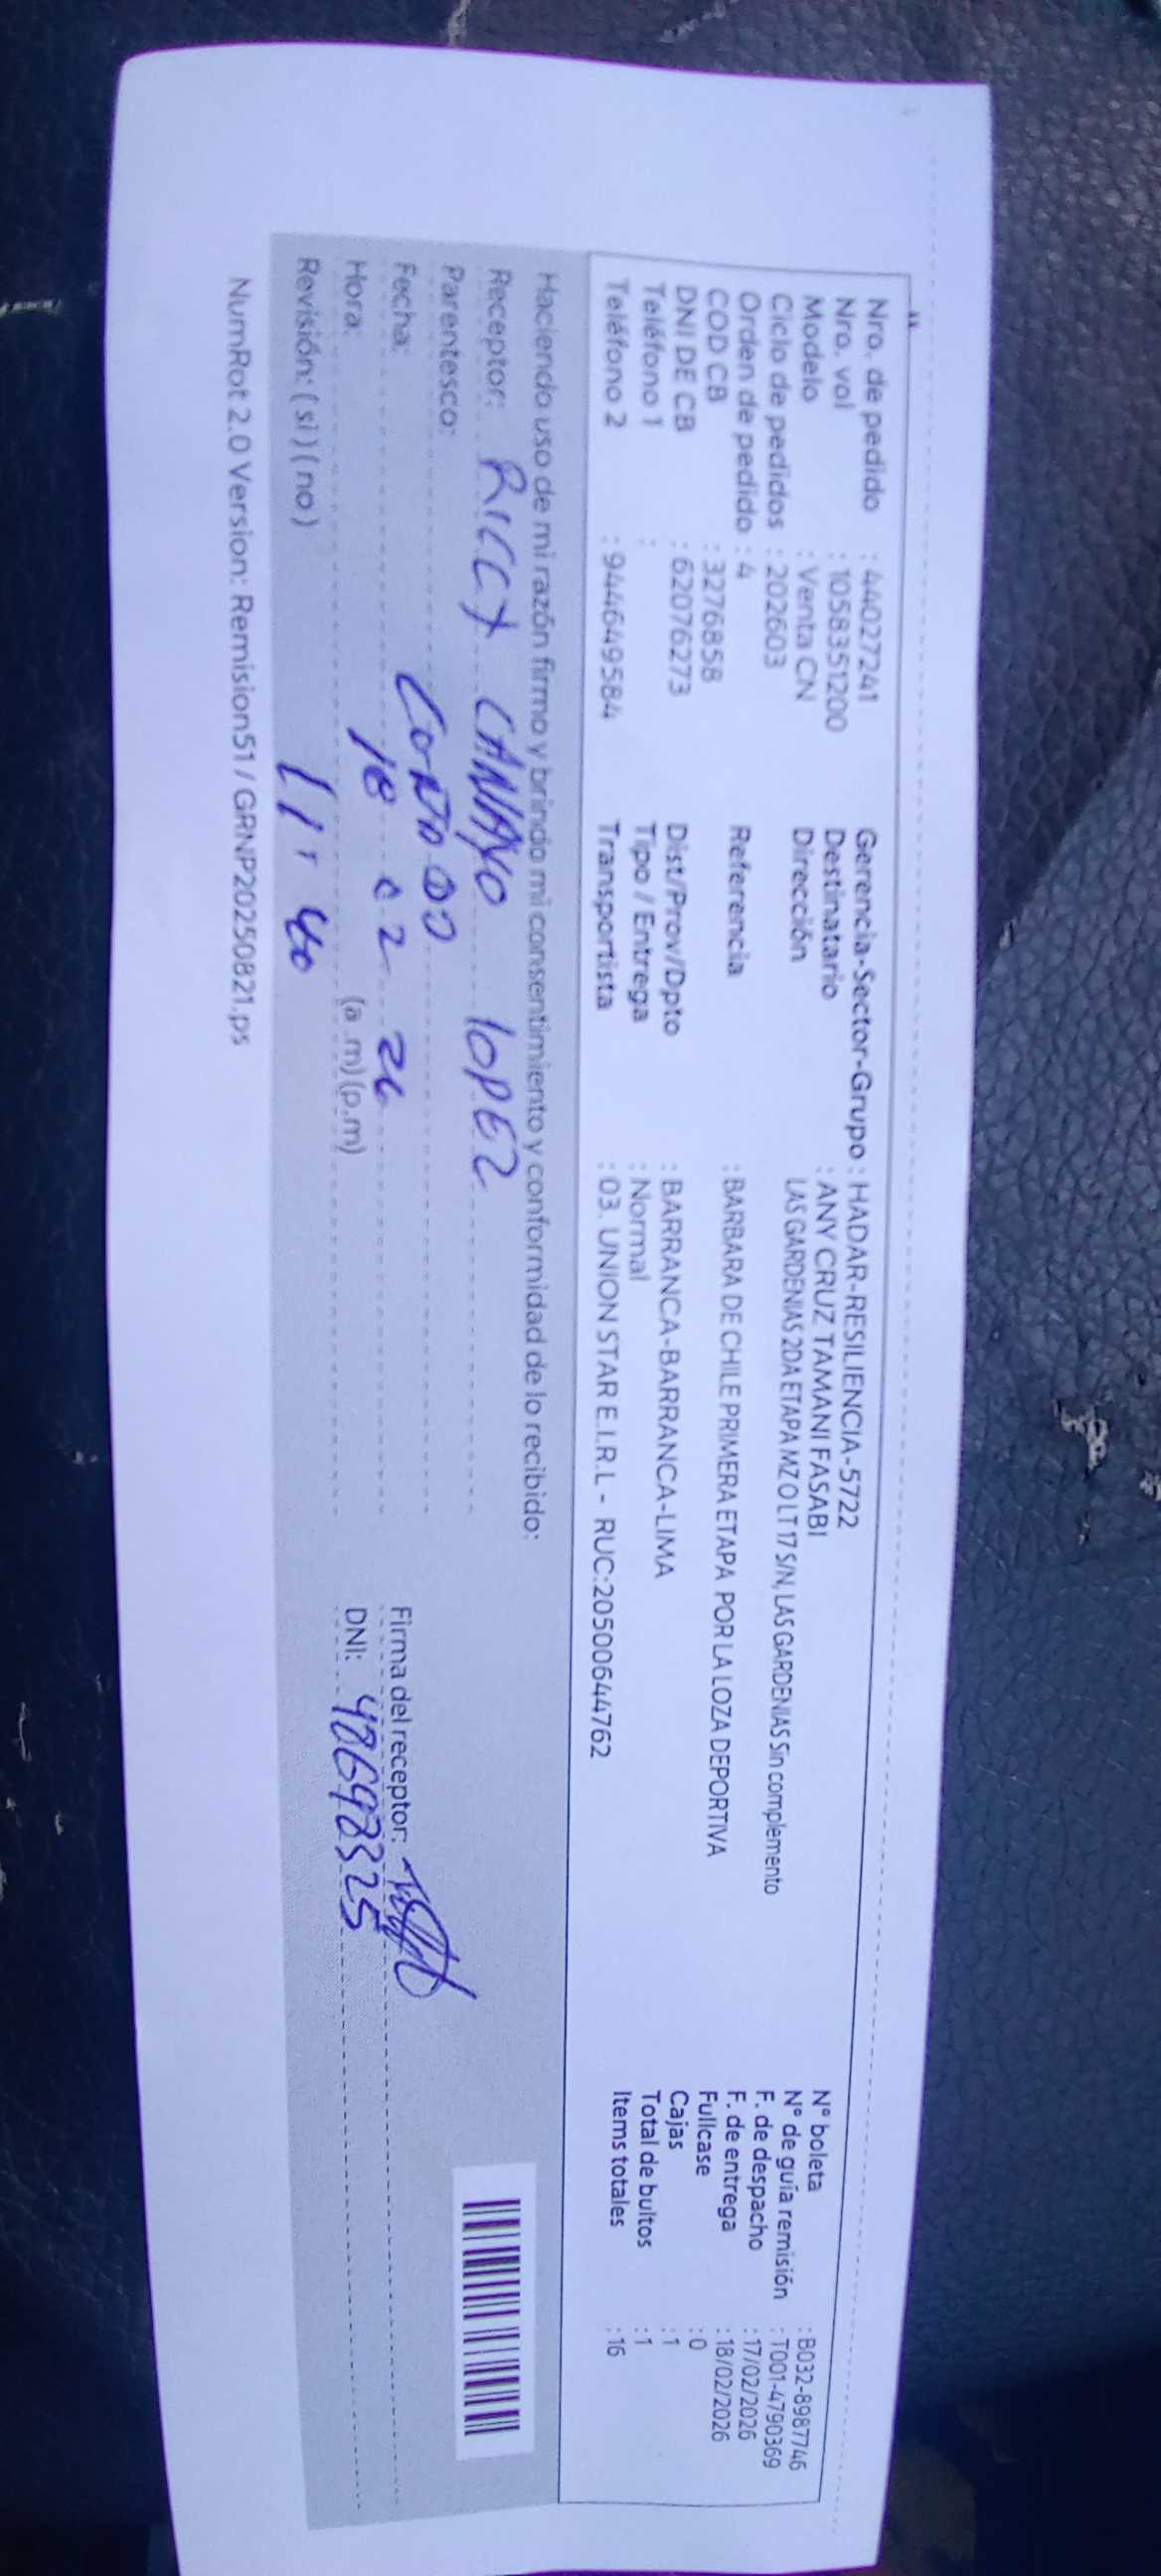 Nro. de pedido : 44027241
Nro. vol : 1058351200
Modelo : Venta CN
Ciclo de pedidos : 202603
Orden de pedido : 4
COD CB : 3276858
DNI DE CB : 62076273
Teléfono 1 :
Teléfono 2 : 944649584
Gerencia-Sector-Grupo : HADAR-RESILIENCIA-5722
Destinatario : ANY CRUZ TAMANI FASABI
Dirección LAS GARDENIAS 2DA ETAPA MZ O LT 17 S/N, LAS GARDENIAS Sin complemento
Referencia : BARBARA DE CHILE PRIMERA ETAPA POR LA LOZA DEPORTIVA
Dist/Prov/Dpto : BARRANCA-BARRANCA-LIMA
Tipo / Entrega : Normal
Transportista : 03. UNION STAR E.I.R.L - RUC:20500644762
N° boleta : B032-8987746
N° de guía remisión : T001-4790369
F. de despacho : 17/02/2026
F. de entrega : 18/02/2026
Fullcase : 0
Cajas : 1
Total de bultos : 1
Items totales : 16
Haciendo uso de mi razón firmo y brindo mi consentimiento y conformidad de lo recibido:
Receptor: RICCY LOPEZ
Parentesco:
Fecha: 18 02 26
Hora: 11 40 (a .m) (p.m)
Revisión: ( si ) ( no )
Firma del receptor:
DNI: 48698325
NumRot 2.0 Version: Remision51 / GRNP20250821.ps